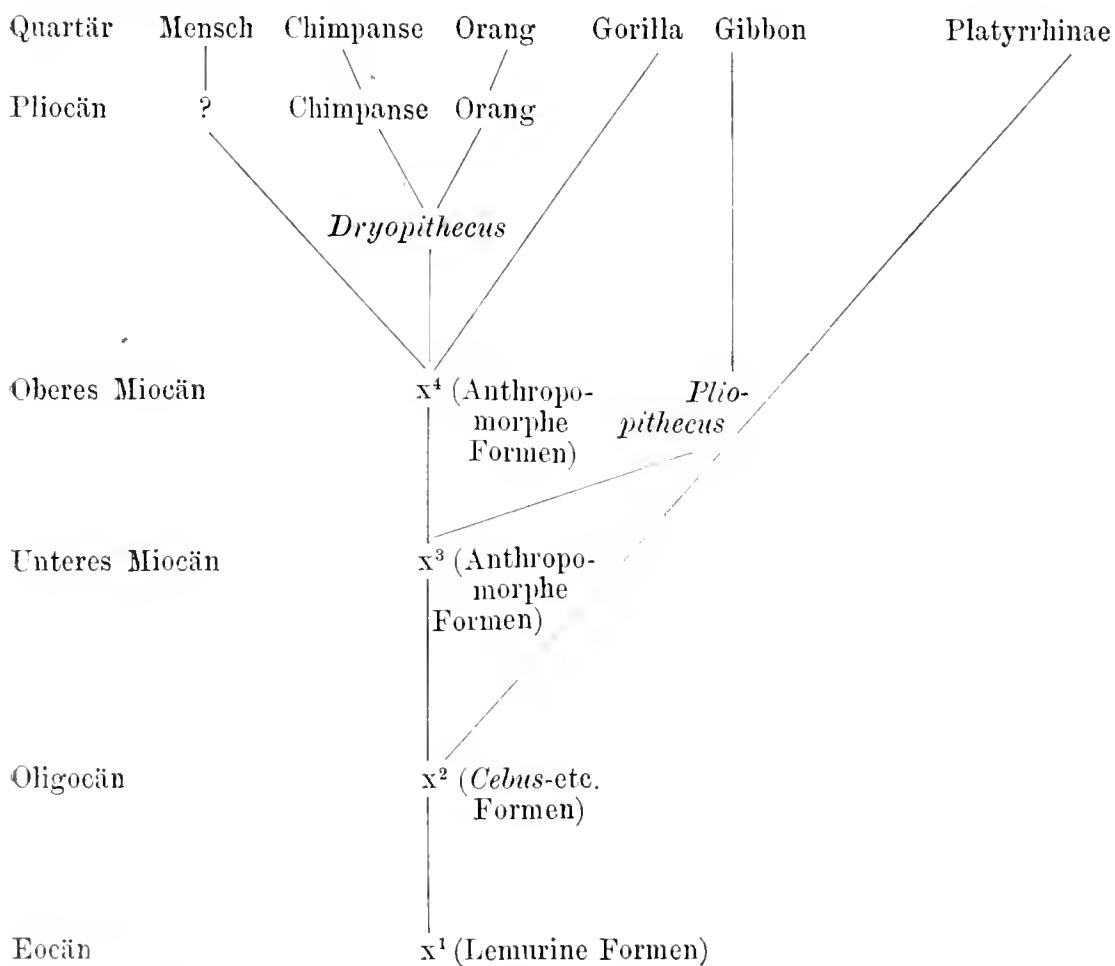 Quartär Mensch Chimpanse Orang Gorilla Gibbon Platyrrhinae
Pliocän ? Chimpanse Orang
Dryopithecus
Oberes Miocän x⁴ (Anthropo- Plio-
morphe pithecus
Formen)
Unteres Miocän x³ (Anthropo-
morphe
Formen)
Oligocän x² (Cebus-etc.
Formen)
Eocän x¹ (Lemurine Formen)